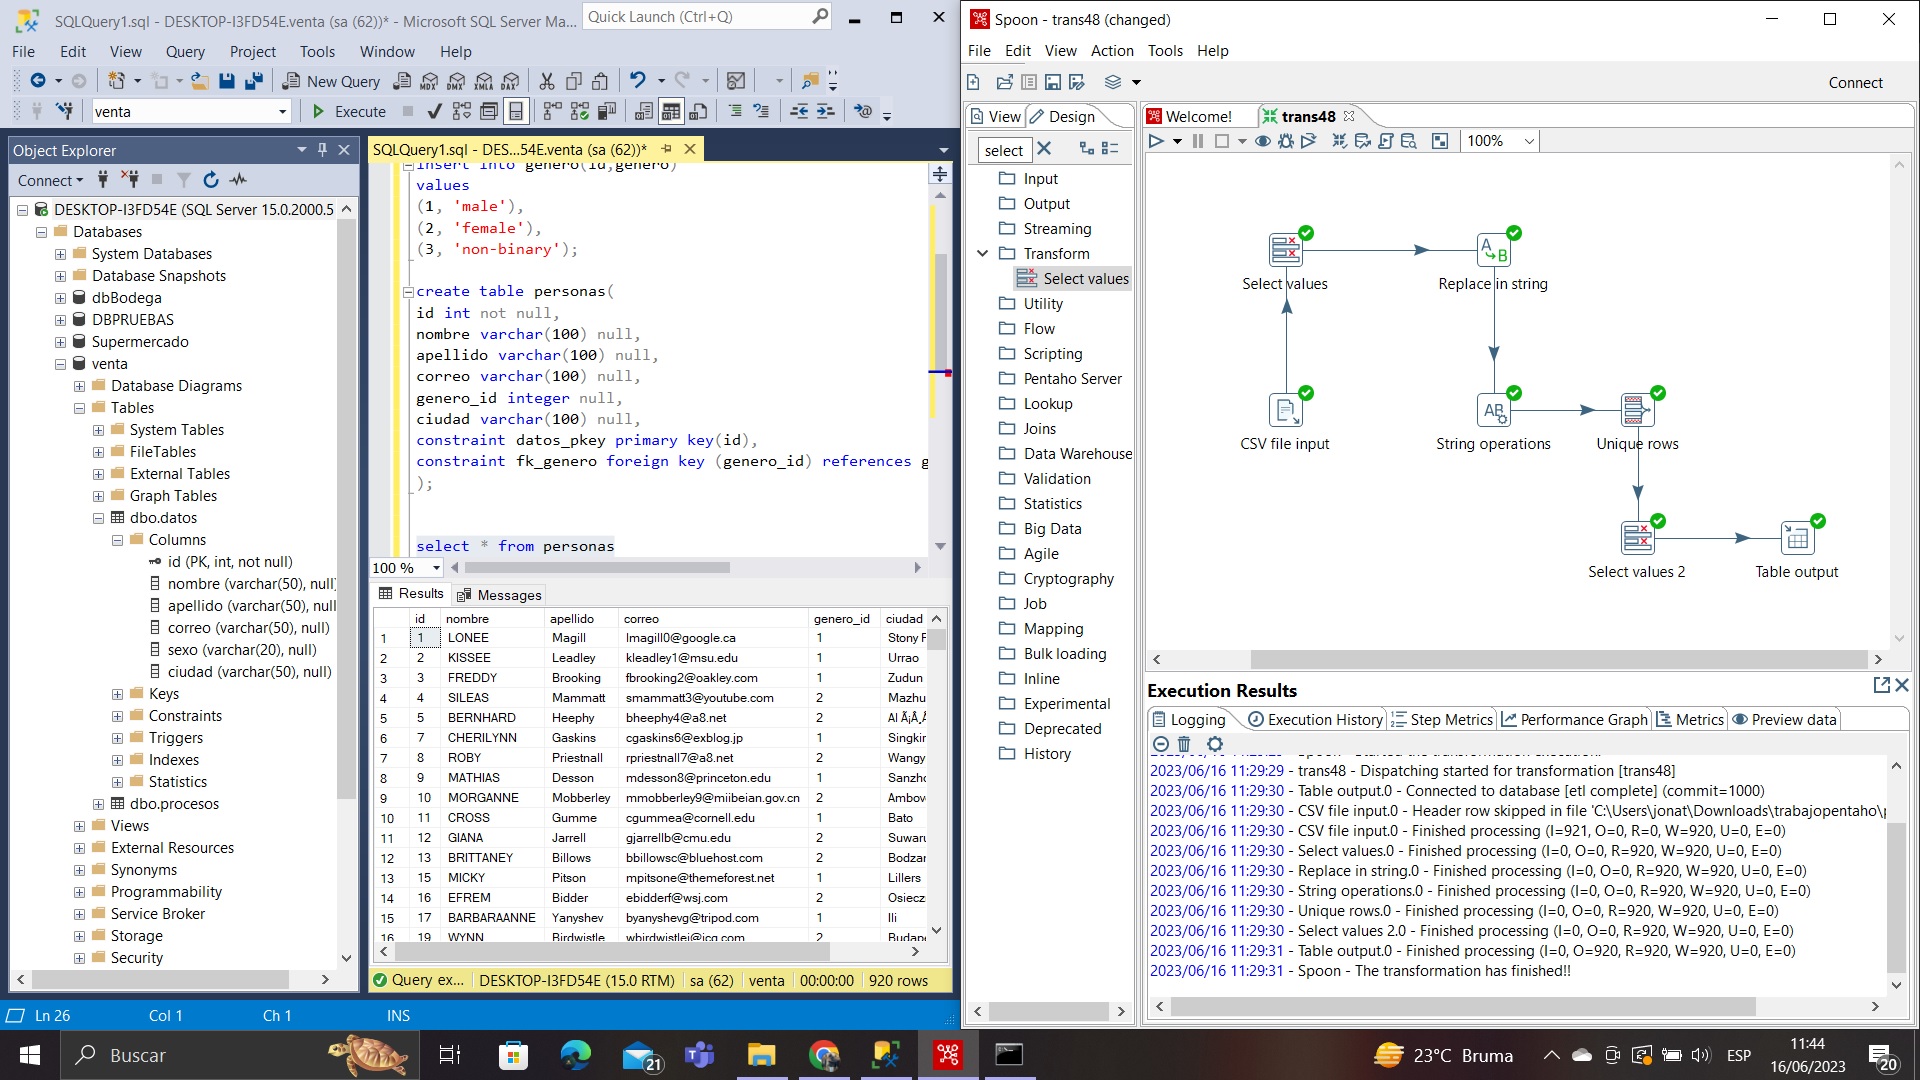 SQLQuery1.sql - DESKTOP-I3FD54E.venta (sa (62))* - Microsoft SQL Server Ma...
Quick Launch (Ctrl+Q)
File Edit View Query Project Tools Window Help
New Query
MDX DMX XMLA DAX
venta
Execute
Object Explorer
Connect
DESKTOP-I3FD54E (SQL Server 15.0.2000.5
Databases
System Databases
Database Snapshots
dbBodega
DBPRUEBAS
Supermercado
venta
Database Diagrams
Tables
System Tables
FileTables
External Tables
Graph Tables
dbo.datos
Columns
id (PK, int, not null)
nombre (varchar(50), null)
apellido (varchar(50), null
correo (varchar(50), null)
sexo (varchar(20), null)
ciudad (varchar(50), null)
Keys
Constraints
Triggers
Indexes
Statistics
dbo.procesos
Views
External Resources
Synonyms
Programmability
Service Broker
Storage
Security
SQLQuery1.sql - DES...54E.venta (sa (62))*
insert into genero(id,genero)
values
(1, 'male'),
(2, 'female'),
(3, 'non-binary');
create table personas(
id int not null,
nombre varchar(100) null,
apellido varchar(100) null,
correo varchar(100) null,
genero_id integer null,
ciudad varchar(100) null,
constraint datos_pkey primary key(id),
constraint fk_genero foreign key (genero_id) references g
);
select * from personas
100 %
Results Messages
id nombre apellido correo genero_id ciudad
1 1 LONEE Magill lmagill0@google.ca 1 Stony F
2 2 KISSEE Leadley kleadley1@msu.edu 1 Urrao
3 3 FREDDY Brooking fbrooking2@oakley.com 1 Zudun
4 4 SILEAS Mammatt smammatt3@youtube.com 2 Mazhu
5 5 BERNHARD Heephy bheephy4@a8.net 2 Al
6 7 CHERILYNN Gaskins cgaskins6@exblog.jp 1 Singkir
7 8 ROBY Priestnall rpriestnall7@a8.net 2 Wangy
8 9 MATHIAS Desson mdesson8@princeton.edu 1 Sanzho
9 10 MORGANNE Mobberley mmobberley9@miibeian.gov.cn 2 Ambov
10 11 CROSS Gumme cgummea@cornell.edu 1 Bato
11 12 GIANA Jarrell gjarrellb@cmu.edu 2 Suwaru
12 13 BRITTANEY Billows bbillowsc@bluehost.com 2 Bodzar
13 15 MICKY Pitson mpitsone@themeforest.net 1 Lillers
14 16 EFREM Bidder ebidderf@wsj.com 2 Osiecz
15 17 BARBARAANNE Yanyshev byanyshevg@tripod.com 1 Ili
16 19 WYNN Birdwistle wbirdwistlei@icq.com 2 Budape
Query ex... DESKTOP-I3FD54E (15.0 RTM) sa (62) venta 00:00:00 920 rows
Ln 26 Col 1 Ch 1 INS
Spoon - trans48 (changed)
File Edit View Action Tools Help
Connect
View Design
select
Input
Output
Streaming
Transform
Select values
Utility
Flow
Scripting
Pentaho Server
Lookup
Joins
Data Warehouse
Validation
Statistics
Big Data
Agile
Cryptography
Job
Mapping
Bulk loading
Inline
Experimental
Deprecated
History
Welcome! trans48
100%
Select values Replace in string
CSV file input String operations Unique rows
Select values 2 Table output
Execution Results
Logging Execution History Step Metrics Performance Graph Metrics Preview data
2023/06/16 11:29:29 - Spoon - Started the transformation execution.
2023/06/16 11:29:29 - trans48 - Dispatching started for transformation [trans48]
2023/06/16 11:29:30 - Table output.0 - Connected to database [etl complete] (commit=1000)
2023/06/16 11:29:30 - CSV file input.0 - Header row skipped in file 'C:\Users\jonat\Downloads\trabajopentaho\
2023/06/16 11:29:30 - CSV file input.0 - Finished processing (I=921, O=0, R=0, W=920, U=0, E=0)
2023/06/16 11:29:30 - Select values.0 - Finished processing (I=0, O=0, R=920, W=920, U=0, E=0)
2023/06/16 11:29:30 - Replace in string.0 - Finished processing (I=0, O=0, R=920, W=920, U=0, E=0)
2023/06/16 11:29:30 - String operations.0 - Finished processing (I=0, O=0, R=920, W=920, U=0, E=0)
2023/06/16 11:29:30 - Unique rows.0 - Finished processing (I=0, O=0, R=920, W=920, U=0, E=0)
2023/06/16 11:29:30 - Select values 2.0 - Finished processing (I=0, O=0, R=920, W=920, U=0, E=0)
2023/06/16 11:29:31 - Table output.0 - Finished processing (I=0, O=920, R=920, W=920, U=0, E=0)
2023/06/16 11:29:31 - Spoon - The transformation has finished!!
Buscar
21
23°C Bruma
ESP
11:44
16/06/2023
20